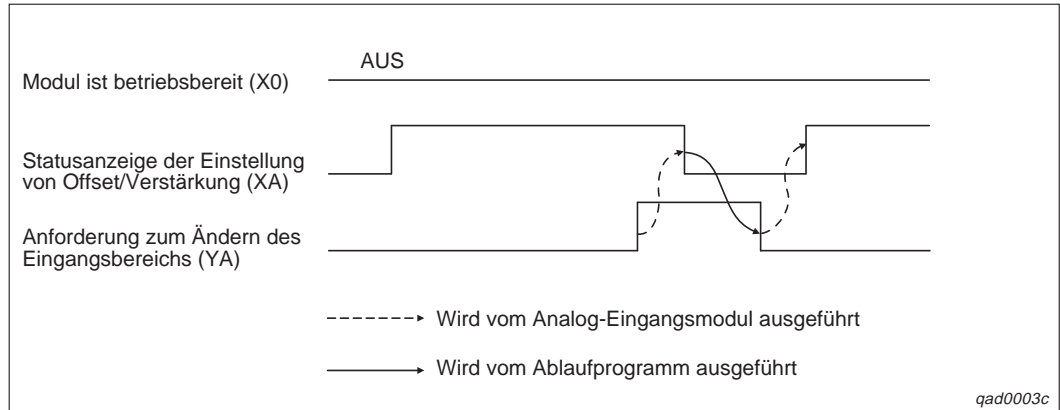 AUS
Modul ist betriebsbereit (X0)
Statusanzeige der Einstellung
von Offset/Verstärkung (XA)
Anforderung zum Ändern des
Eingangsbereichs (YA)
Wird vom Analog-Eingangsmodul ausgeführt
Wird vom Ablaufprogramm ausgeführt
qad0003c